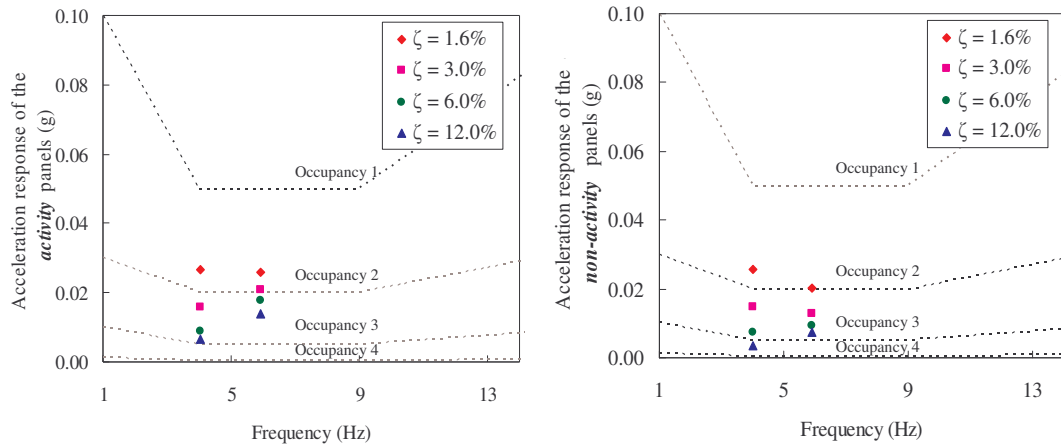 Acceleration response of the
activity panels (g)
0.10
0.08
0.06
0.04
0.02
0.00
ζ = 1.6%
ζ = 3.0%
ζ = 6.0%
ζ = 12.0%
Occupancy 1
Occupancy 2
Occupancy 3
Occupancy 4
1
5
9
13
Frequency (Hz)
Acceleration response of the
non-activity panels (g)
0.10
0.08
0.06
0.04
0.02
0.00
ζ = 1.6%
ζ = 3.0%
ζ = 6.0%
ζ = 12.0%
Occupancy 1
Occupancy 2
Occupancy 3
Occupancy 4
1
5
9
13
Frequency (Hz)